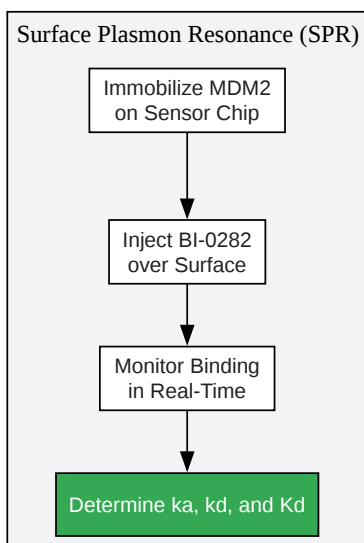 Surface Plasmon Resonance (SPR)
Immobilize MDM2
on Sensor Chip
Inject BI-0282
over Surface
Monitor Binding
in Real-Time
Determine ka, kd, and Kd